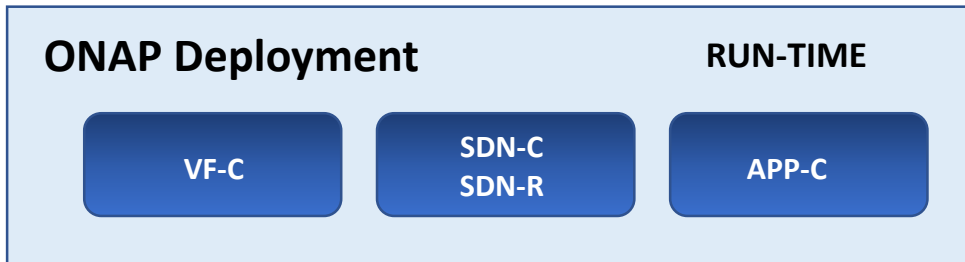 ONAP Deployment
RUN-TIME
VF-C
SDN-C
SDN-R
APP-C